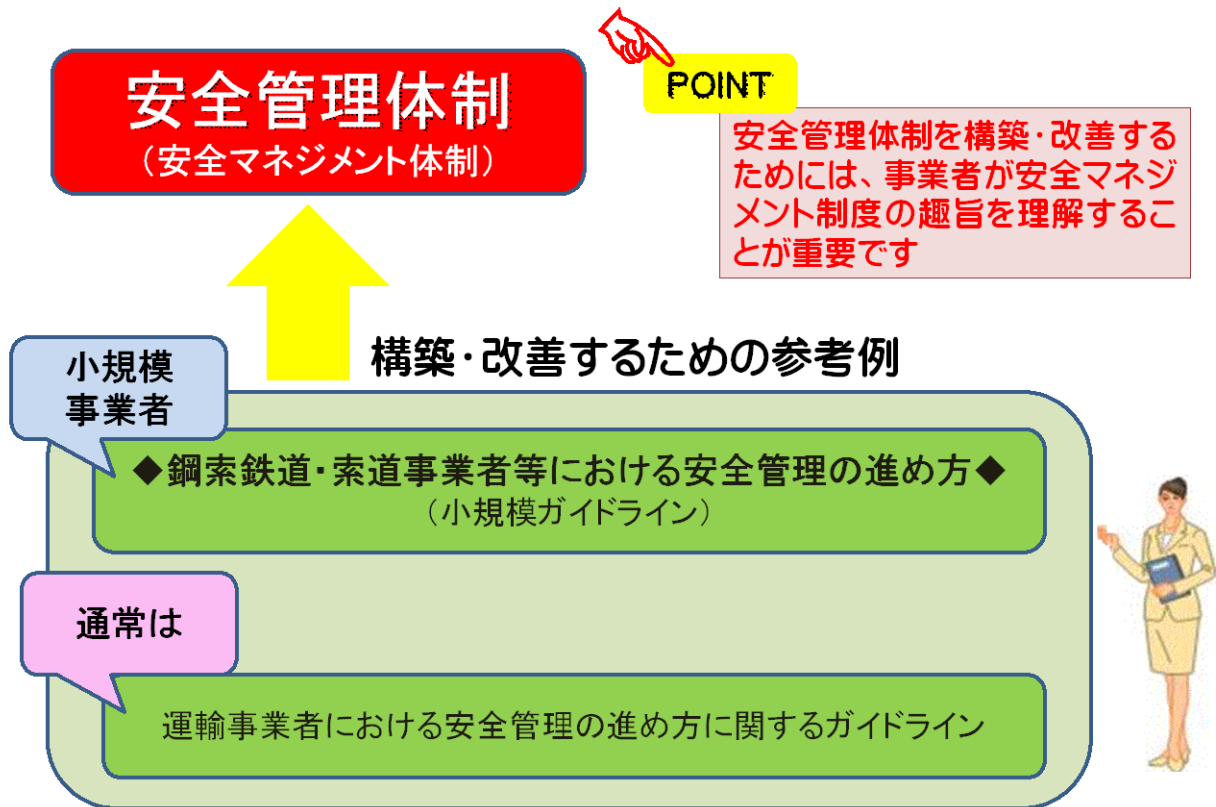 安全管理体制
（安全マネジメント体制）
POINT
安全管理体制を構築・改善する
ためには、事業者が安全マネジ
メント制度の趣旨を理解するこ
とが重要です
構築・改善するための参考例
小規模
事業者
◆鋼索鉄道・索道事業者等における安全管理の進め方◆
（小規模ガイドライン）
通常は
運輸事業者における安全管理の進め方に関するガイドライン